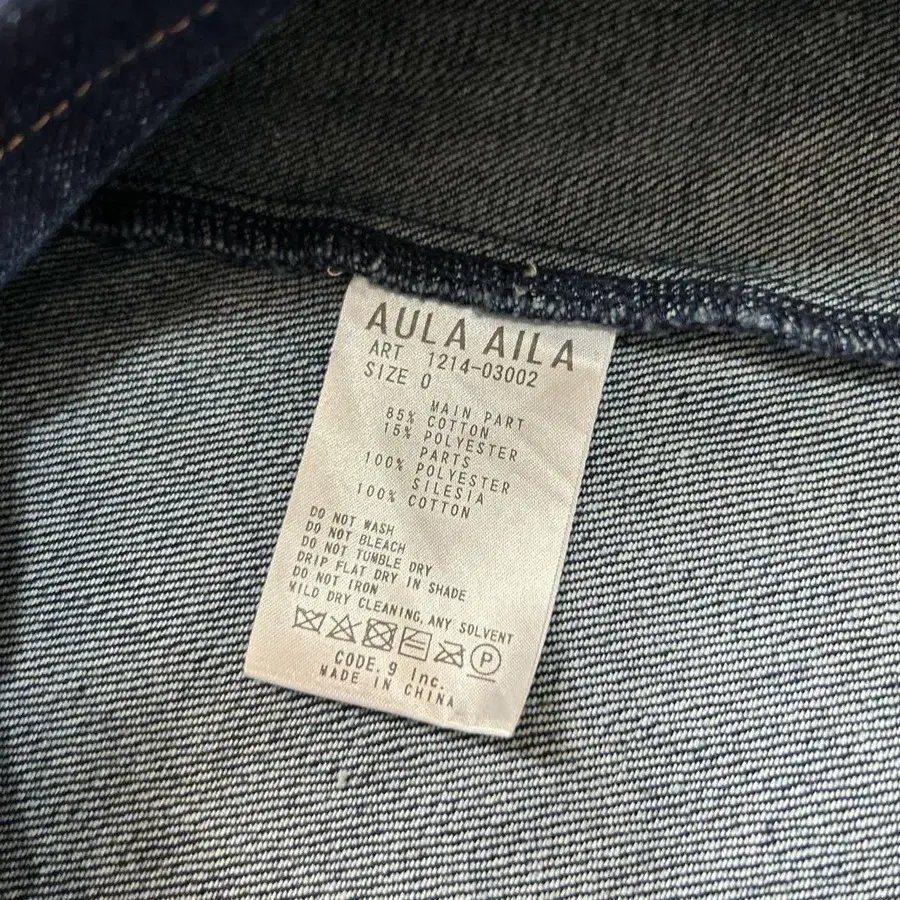 AULA AILA
ART 1214-03002
SIZE 0
MAIN PART
85% COTTON
15% POLYESTER
PARTS
100% POLYESTER
SILESIA
100% COTTON
DO NOT WASH
DO NOT BLEACH
DO NOT TUMBLE DRY
DRIP FLAT DRY IN SHADE
DO NOT IRON
MILD DRY CLEANING, ANY SOLVENT
P
CODE. 9 Inc.
MADE IN CHINA